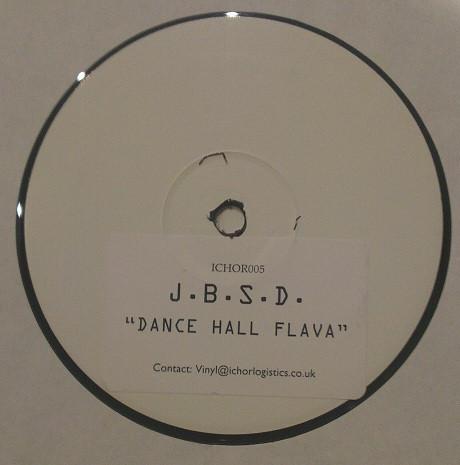 ICHOR005
J.B.S.D.
“DANCE HALL FLAVA”
Contact: Vinyl@ichorlogistics.co.uk